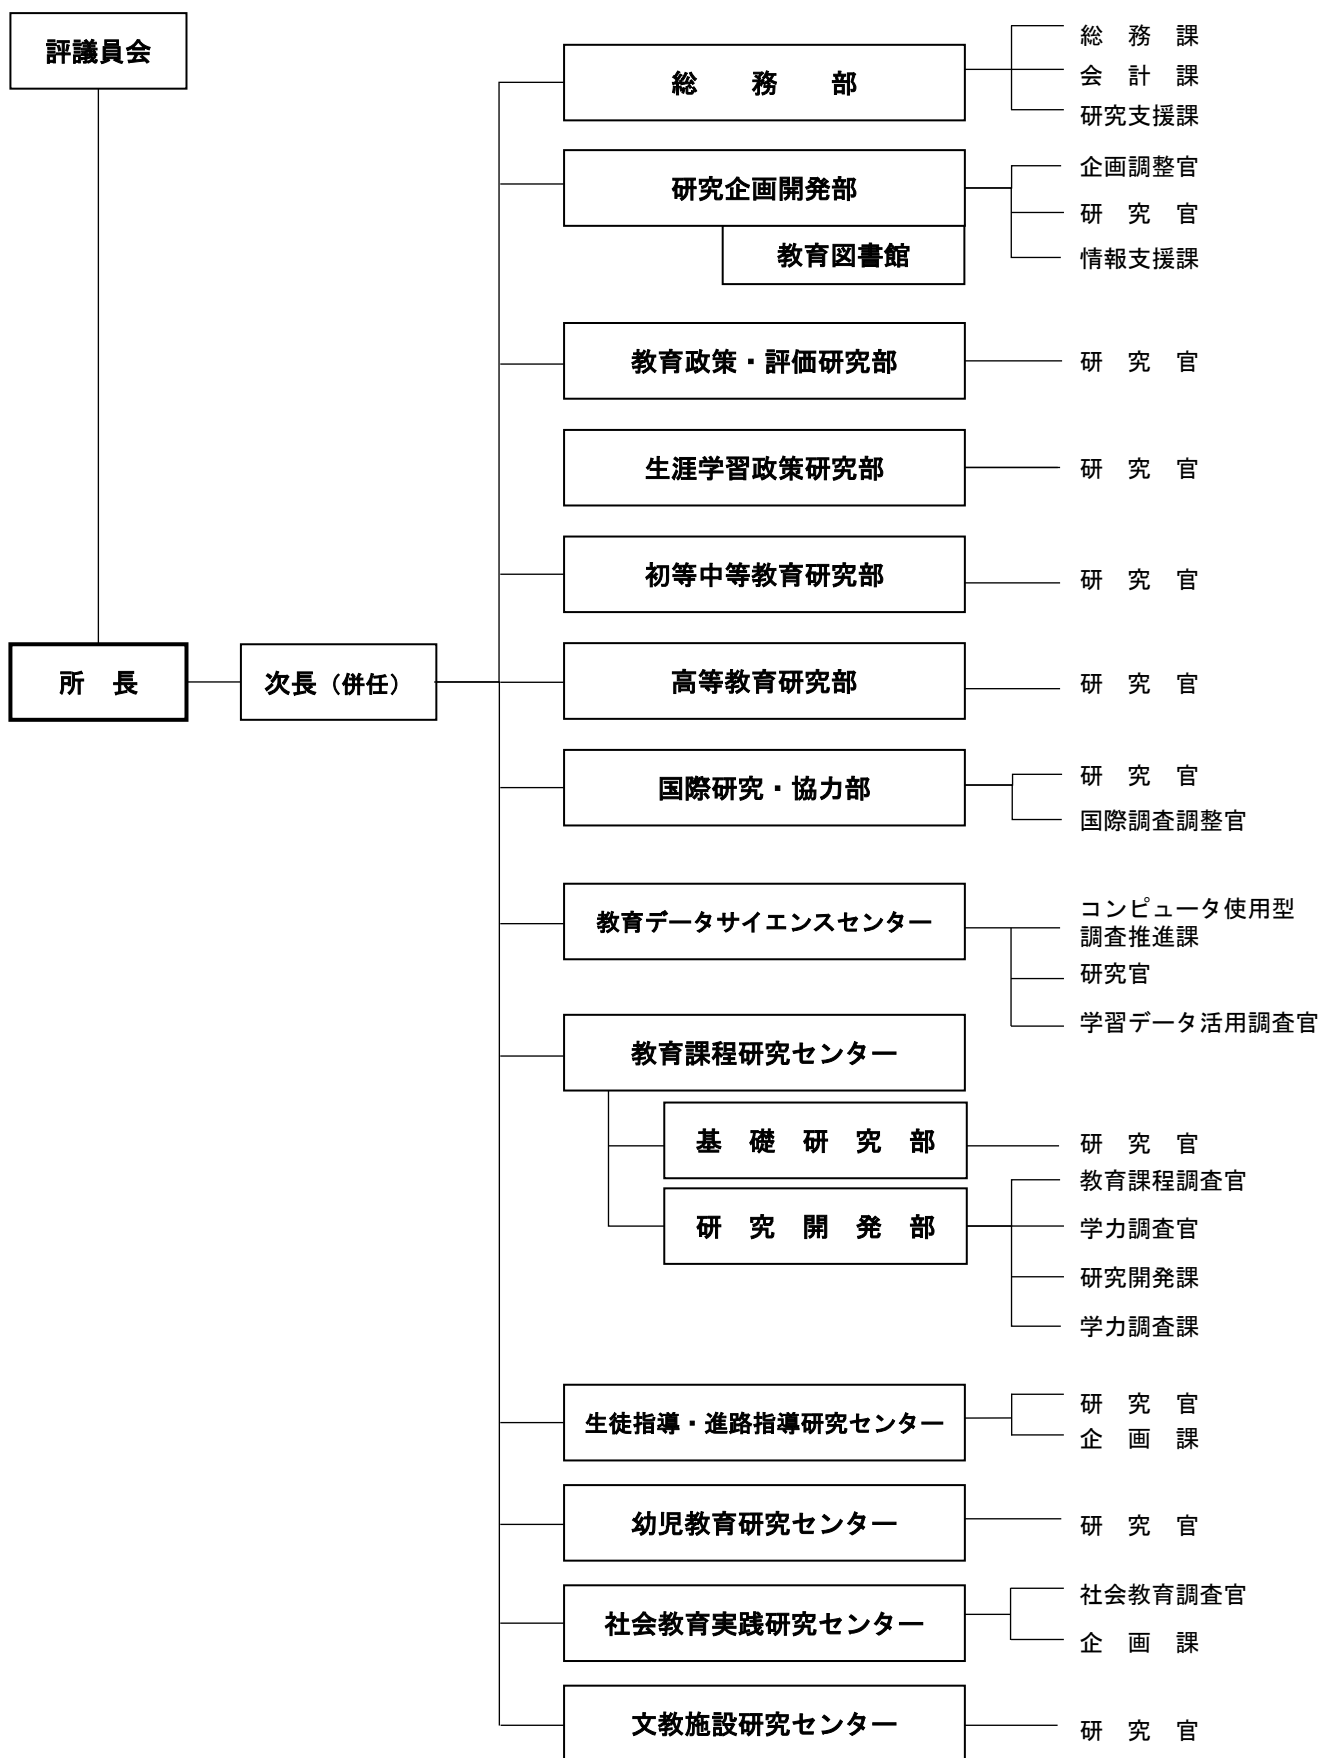 評議員会
所　長
次長（併任）
総　務　部
総　務　課
会　計　課
研究支援課
研究企画開発部
教育図書館
企画調整官
研　究　官
情報支援課
教育政策・評価研究部
研　究　官
生涯学習政策研究部
研　究　官
初等中等教育研究部
研　究　官
高等教育研究部
研　究　官
国際研究・協力部
研　究　官
国際調査調整官
教育データサイエンスセンター
コンピュータ使用型
調査推進課
研究官
学習データ活用調査官
教育課程研究センター
基　礎　研　究　部
研　究　官
研　究　開　発　部
教育課程調査官
学力調査官
研究開発課
学力調査課
生徒指導・進路指導研究センター
研　究　官
企　画　課
幼児教育研究センター
研　究　官
社会教育実践研究センター
社会教育調査官
企　画　課
文教施設研究センター
研　究　官